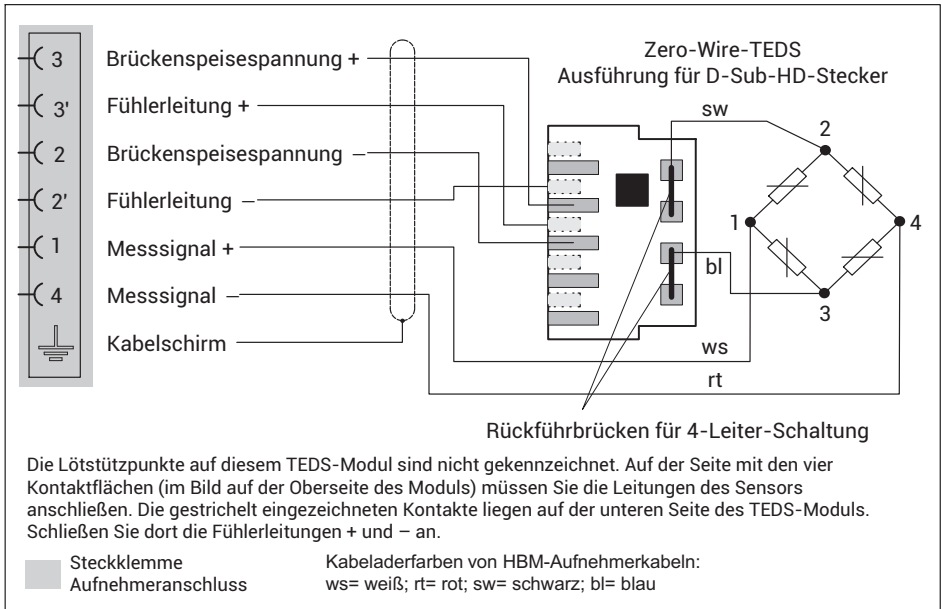 3 Brückenspeisespannung +
3' Fühlerleitung +
2 Brückenspeisespannung –
2' Fühlerleitung –
1 Messsignal +
4 Messsignal –
Kabelschirm
Zero-Wire-TEDS
Ausführung für D-Sub-HD-Stecker
sw
2
1
4
bl
3
ws
rt
Rückführbrücken für 4-Leiter-Schaltung
Die Lötstützpunkte auf diesem TEDS-Modul sind nicht gekennzeichnet. Auf der Seite mit den vier
Kontaktflächen (im Bild auf der Oberseite des Moduls) müssen Sie die Leitungen des Sensors
anschließen. Die gestrichelt eingezeichneten Kontakte liegen auf der unteren Seite des TEDS-Moduls.
Schließen Sie dort die Fühlerleitungen + und – an.
Steckklemme
Aufnehmeranschluss
Kabeladerfarben von HBM-Aufnehmerkabeln:
ws= weiß; rt= rot; sw= schwarz; bl= blau